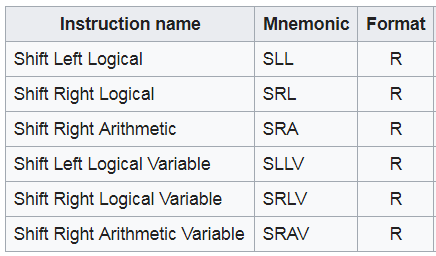 Instruction name Mnemonic Format
Shift Left Logical SLL R
Shift Right Logical SRL R
Shift Right Arithmetic SRA R
Shift Left Logical Variable SLLV R
Shift Right Logical Variable SRLV R
Shift Right Arithmetic Variable SRAV R